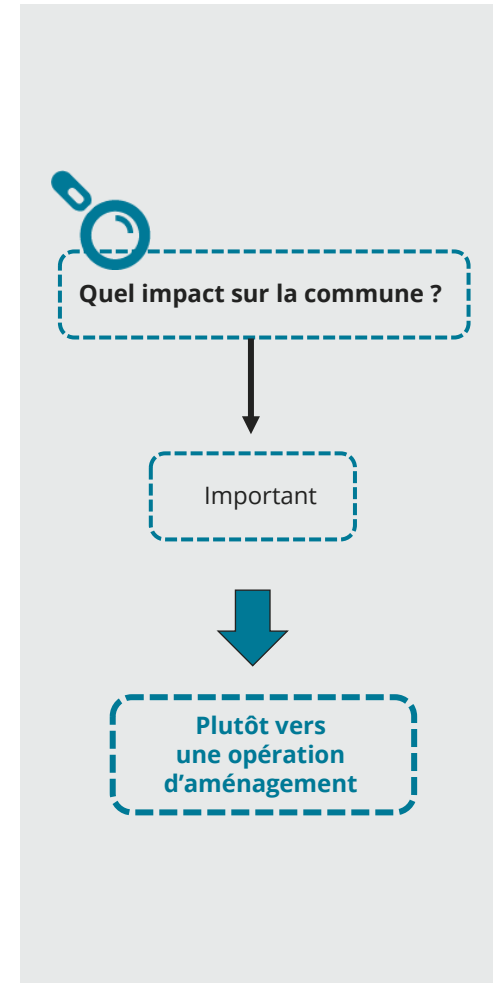 Quel impact sur la commune ?
Important
Plutôt vers
une opération
d’aménagement